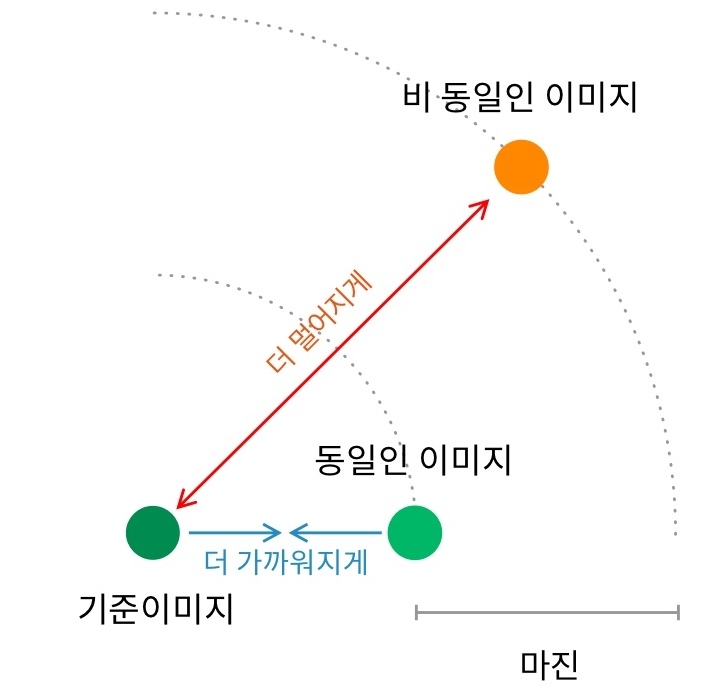 바 동일인 이미지
더 멀어지게
동일인 이미지
더 가까워지게
기준이미지
마진